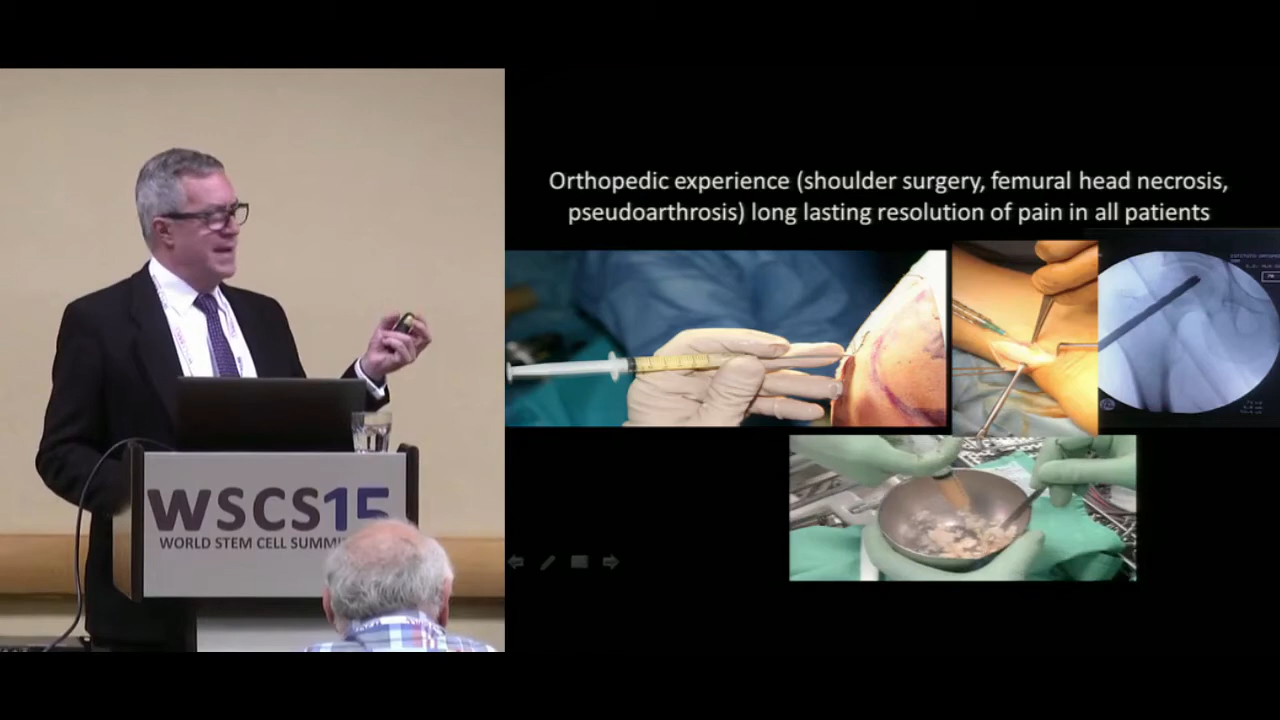 Orthopedic experience (shoulder surgery, femural head necrosis,
pseudoarthrosis) long lasting resolution of pain in all patients
WSCS15
WORLD STEM CELL